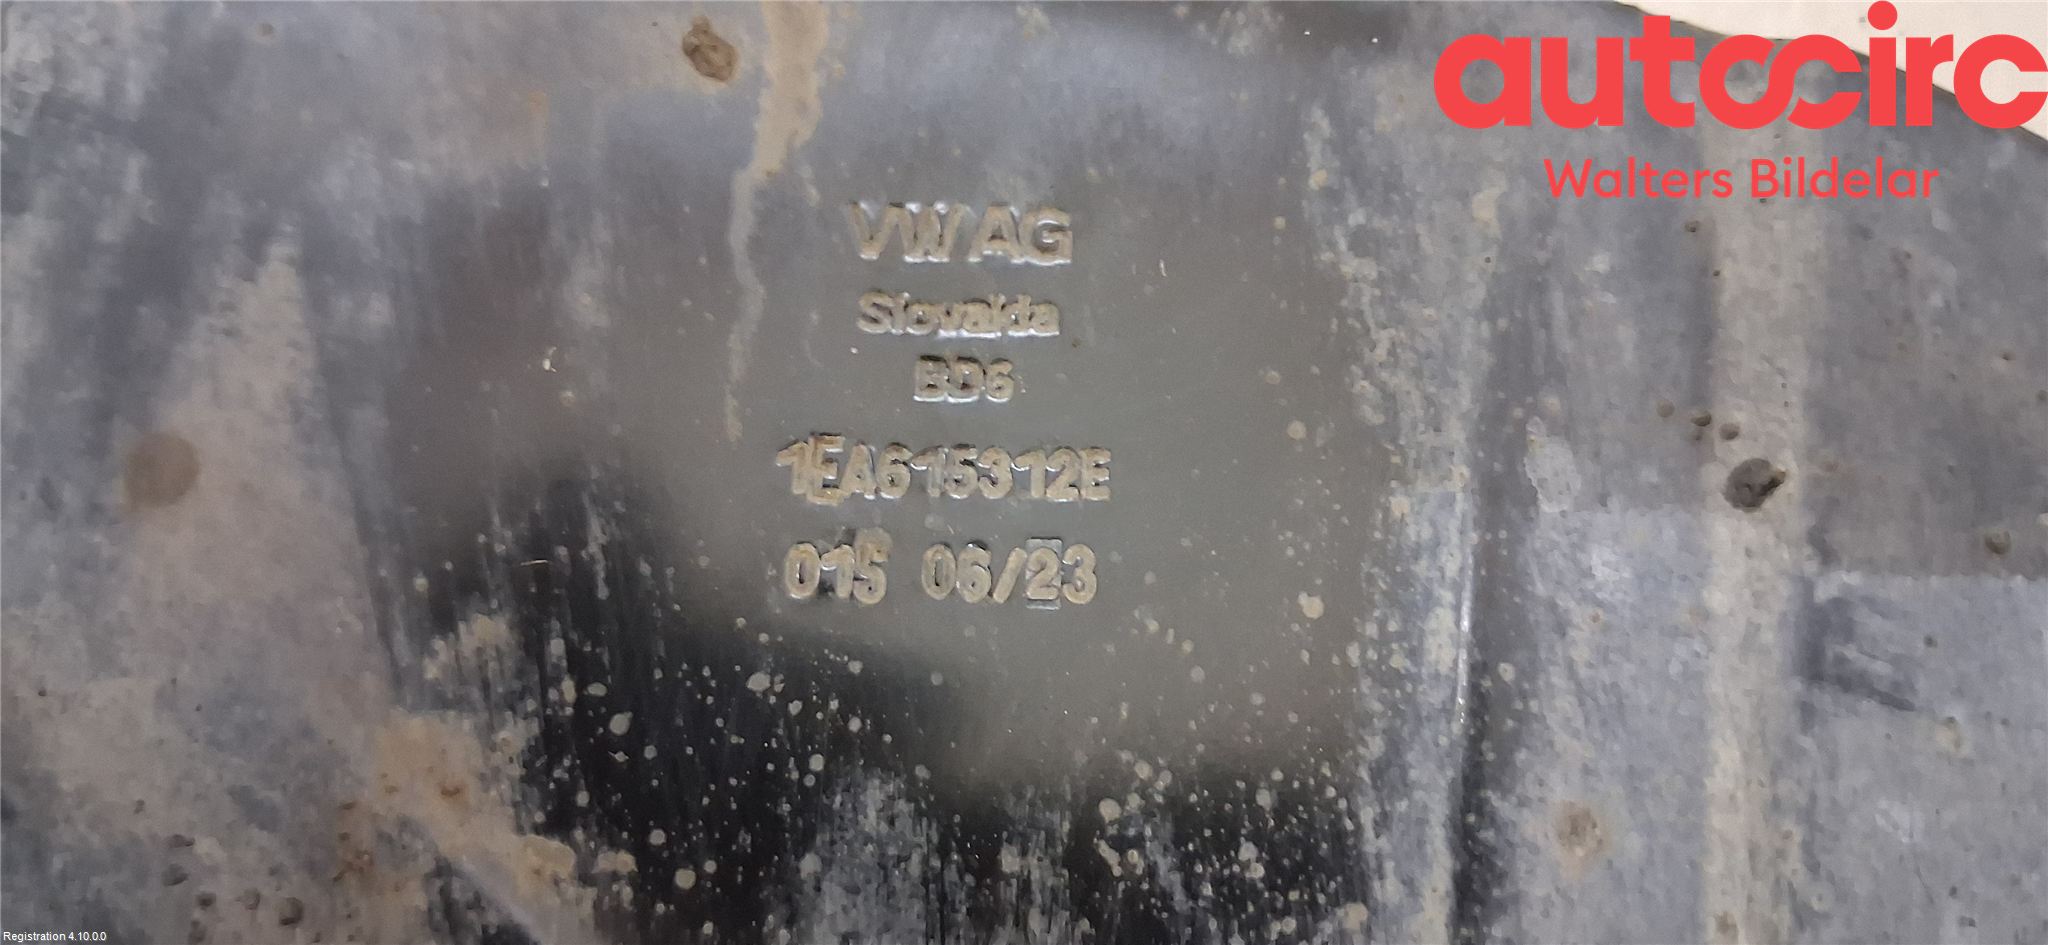 autocirc
Walters Bildelar
VW AG
Slovakia
BD6
1EA615312E
015 06/23
Registration 4.10.0.0